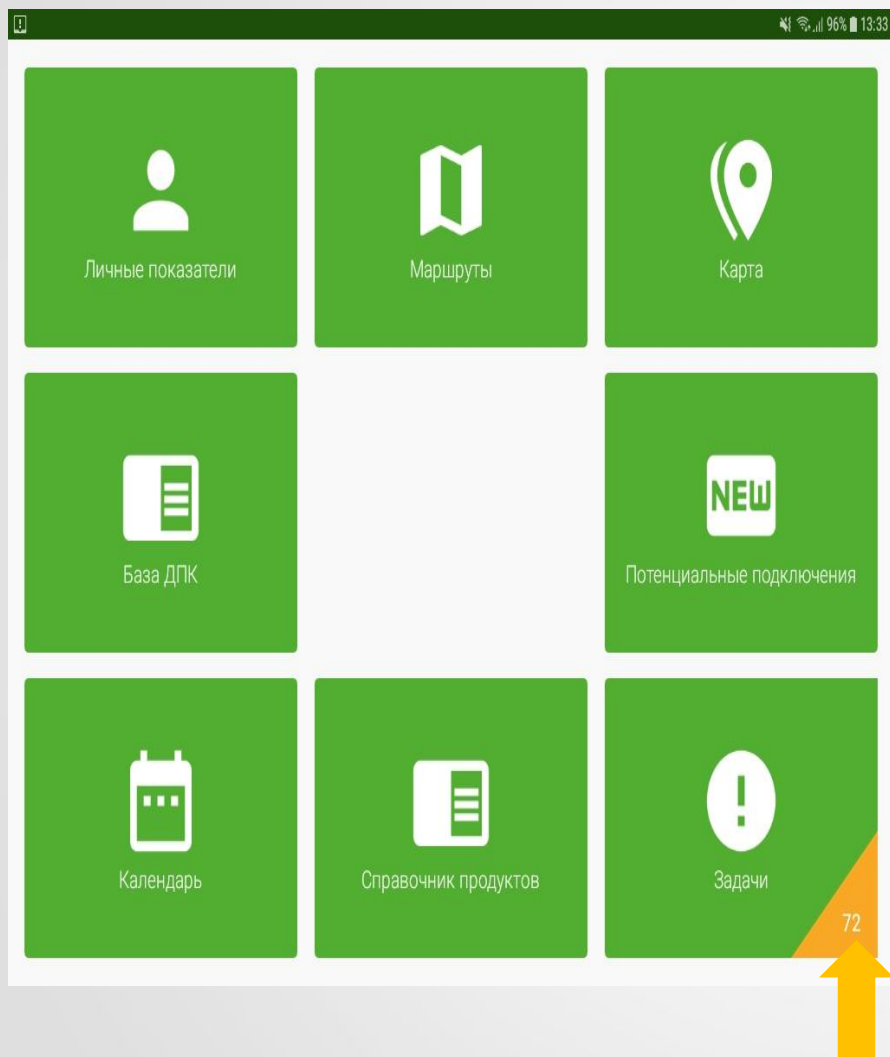 96% 13:33
Личные показатели
Маршруты
Карта
База ДПК
NEW
Потенциальные подключения
Календарь
Справочник продуктов
Задачи
72